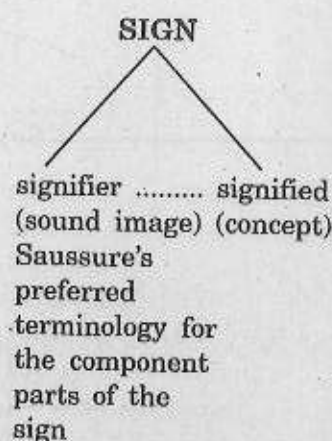 SIGN
signifier ......... signified
(sound image) (concept)
Saussure's
preferred
terminology for
the component
parts of the
sign